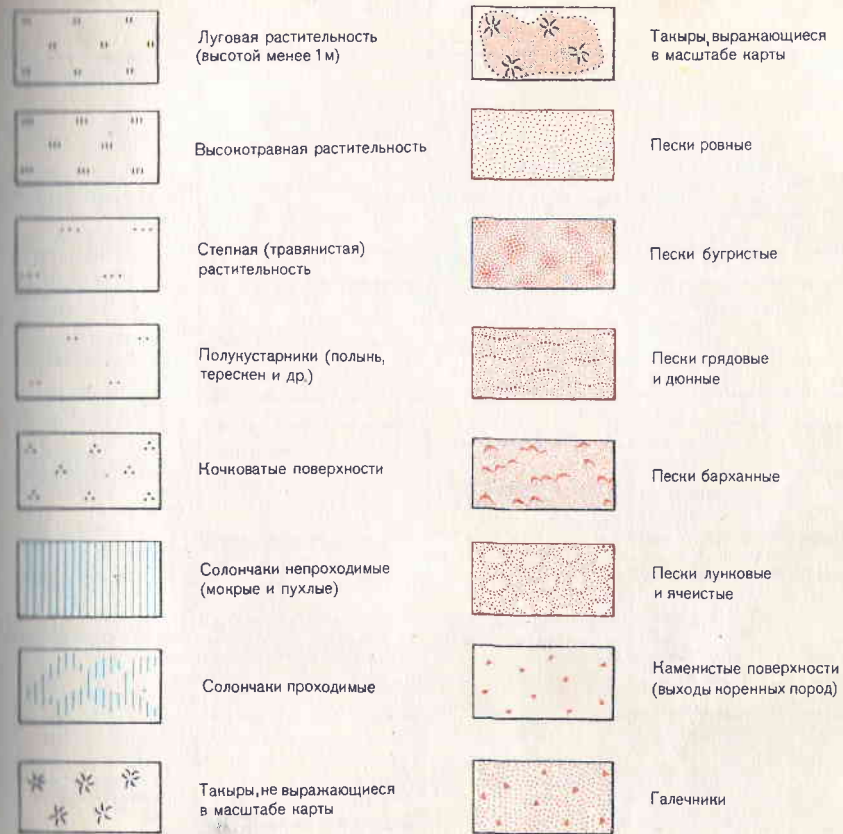 Луговая растительность
(высотой менее 1 м)
Высокотравная растительность
Степная (травянистая)
растительность
Полукустарники (полынь,
терескен и др.)
Кочковатые поверхности
Солончаки непроходимые
(мокрые и пухлые)
Солончаки проходимые
Такыры, не выражающиеся
в масштабе карты
Такыры, выражающиеся
в масштабе карты
Пески ровные
Пески бугристые
Пески грядовые
и дюнные
Пески барханные
Пески лунковые
и ячеистые
Каменистые поверхности
(выходы коренных пород)
Галечники